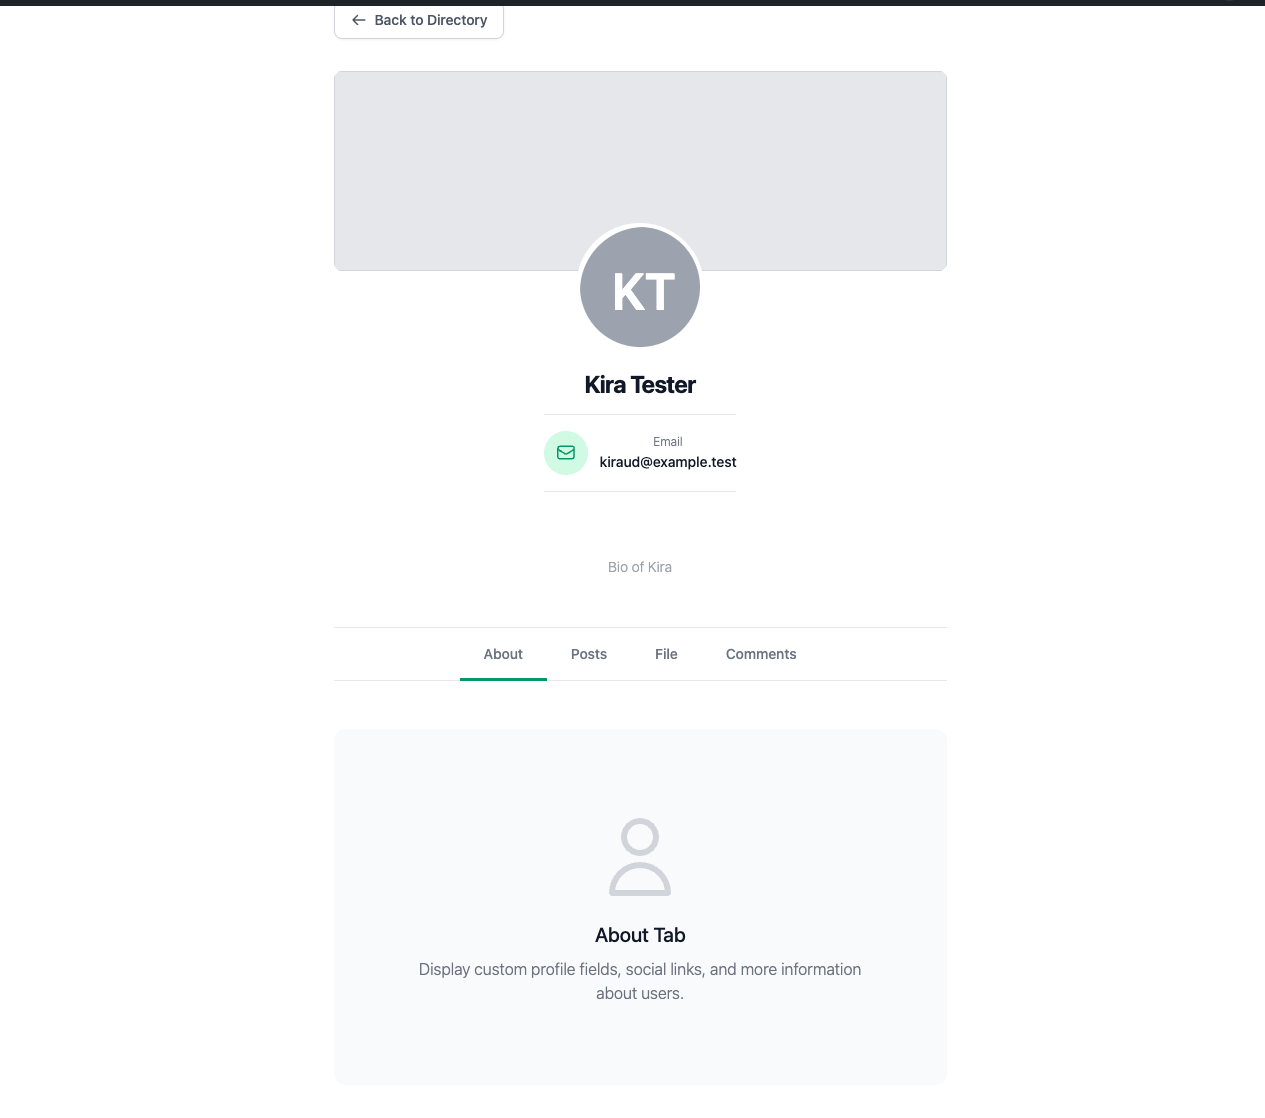 Back to Directory
KT
Kira Tester
Email
kiraud@example.test
Bio of Kira
About
Posts
File
Comments
About Tab
Display custom profile fields, social links, and more information
about users.